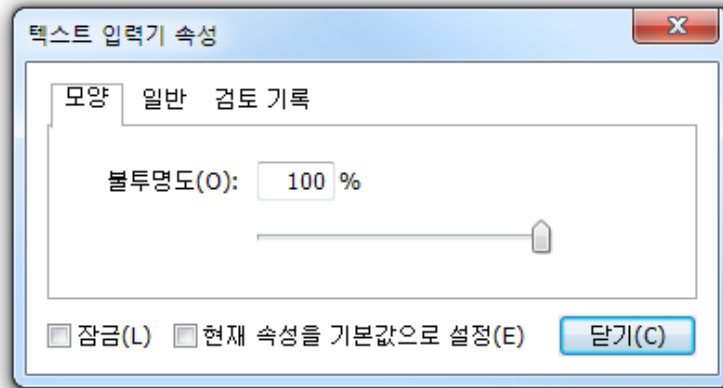 텍스트 입력기 속성
모양 일반 검토 기록
불투명도(O): 100 %
잠금(L) 현재 속성을 기본값으로 설정(E) 닫기(C)